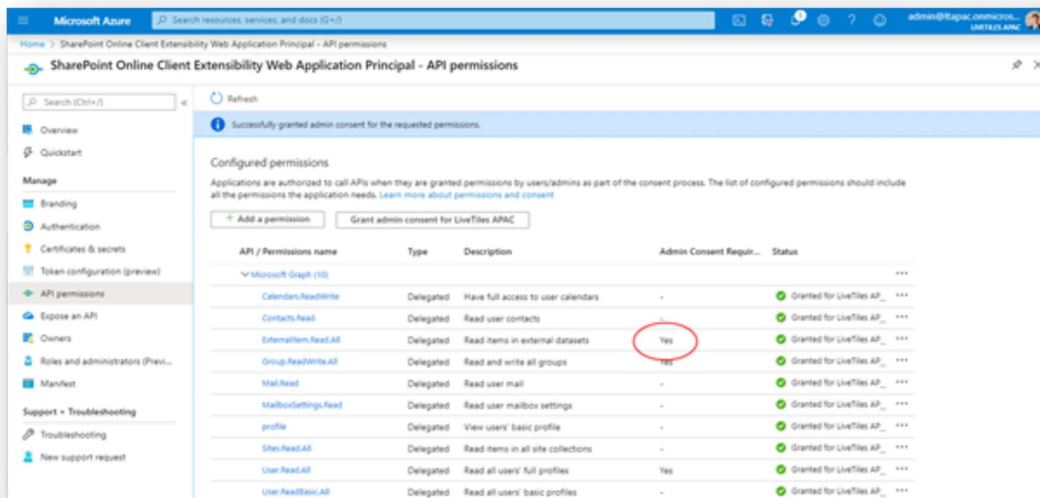 Microsoft Azure
Search resources, services, and docs (G+/)
1
?
admin@ltapac.onmicros...
LIVETILES APAC
Home > SharePoint Online Client Extensibility Web Application Principal - API permissions
SharePoint Online Client Extensibility Web Application Principal - API permissions
Search (Ctrl+/)
«
Refresh
Successfully granted admin consent for the requested permissions.
Overview
Quickstart
Manage
Branding
Authentication
Certificates & secrets
Token configuration (preview)
API permissions
Expose an API
Owners
Roles and administrators (Previ...
Manifest
Support + Troubleshooting
Troubleshooting
New support request
Configured permissions
Applications are authorized to call APIs when they are granted permissions by users/admins as part of the consent process. The list of configured permissions should include
all the permissions the application needs. Learn more about permissions and consent
+ Add a permission Grant admin consent for LiveTiles APAC
API / Permissions name Type Description Admin Consent Requir... Status
Microsoft Graph (10) ...
Calendars.ReadWrite Delegated Have full access to user calendars - Granted for LiveTiles AP... ...
Contacts.Read Delegated Read user contacts - Granted for LiveTiles AP... ...
ExternalItem.Read.All Delegated Read items in external datasets Yes Granted for LiveTiles AP... ...
Group.ReadWrite.All Delegated Read and write all groups Yes Granted for LiveTiles AP... ...
Mail.Read Delegated Read user mail - Granted for LiveTiles AP... ...
MailboxSettings.Read Delegated Read user mailbox settings - Granted for LiveTiles AP... ...
profile Delegated View users' basic profile - Granted for LiveTiles AP... ...
Sites.Read.All Delegated Read items in all site collections - Granted for LiveTiles AP... ...
User.Read.All Delegated Read all users' full profiles Yes Granted for LiveTiles AP... ...
User.ReadBasic.All Delegated Read all users' basic profiles - Granted for LiveTiles AP... ...